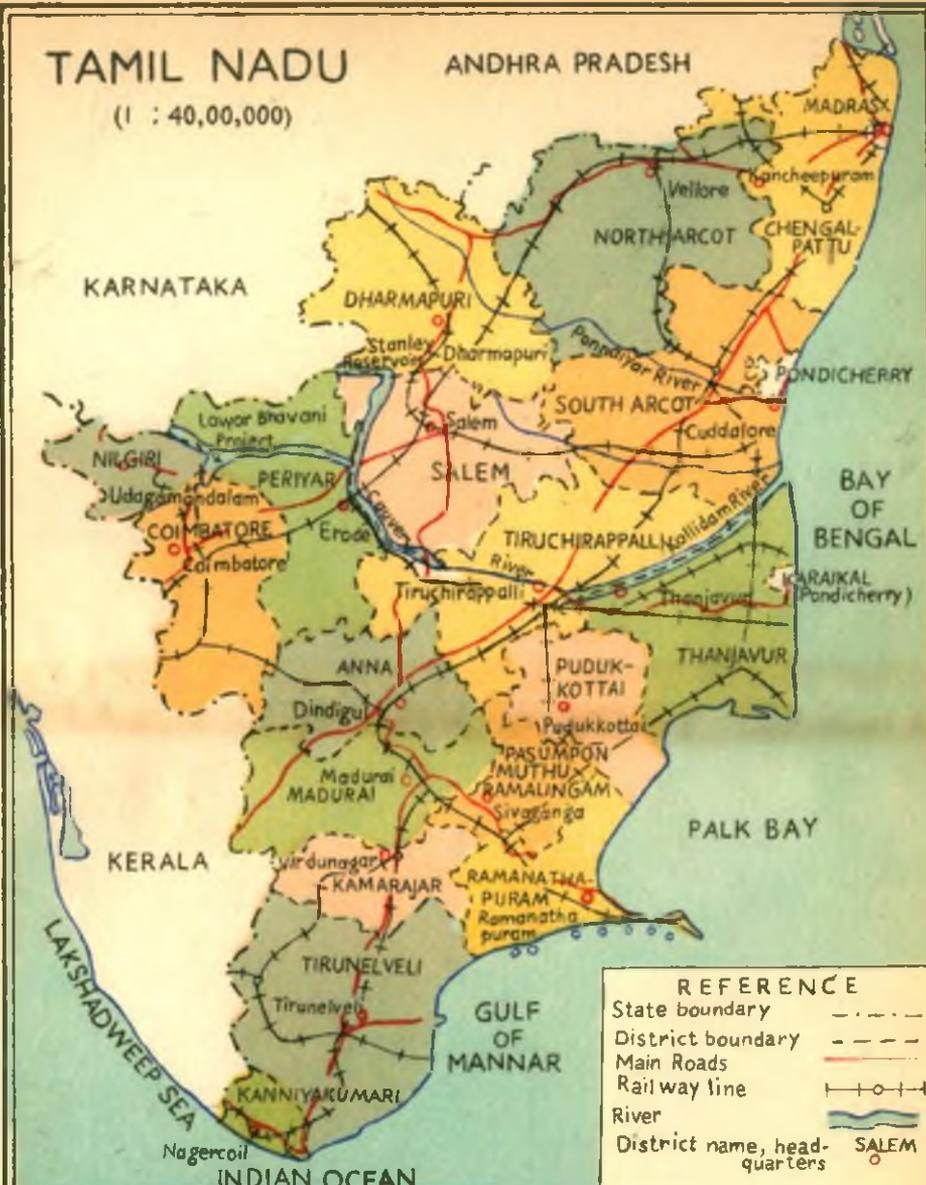 TAMIL NADU
(1 : 40,00,000)
ANDHRA PRADESH
MADRAS
Kancheepuram
Vellore
NORTH ARCOT
CHENGAL-
PATTU
KARNATAKA
DHARMAPURI
Stanley
Reservoir
Dharmapuri
Ponnaiyar River
PONDICHERRY
SOUTH ARCOT
Cuddalore
Lower Bhavani
Project
Salem
SALEM
NILGIRI
PERIYAR
Udagamandalam
COIMBATORE
Coimbatore
Erode
Cauvery
River
TIRUCHIRAPPALLI
Kollidam River
BAY
OF
BENGAL
Tiruchirappalli
Thanjavur
KARAIKAL
(Pondicherry)
THANJAVUR
ANNA
PUDUK-
KOTTAI
Dindigul
Pudukkottai
PASUMPON
MUTHU
RAMALINGAM
Sivaganga
Madurai
MADURAI
PALK BAY
KERALA
Virdunagar
KAMARAJAR
RAMANATHA-
PURAM
Ramanatha
puram
LAKSHADWEEP SEA
TIRUNELVELI
Tirunelveli
GULF
OF
MANNAR
KANNIYAKUMARI
Nagercoil
INDIAN OCEAN
REFERENCE
State boundary
District boundary
Main Roads
Railway line
River
District name, head-
quarters
SALEM